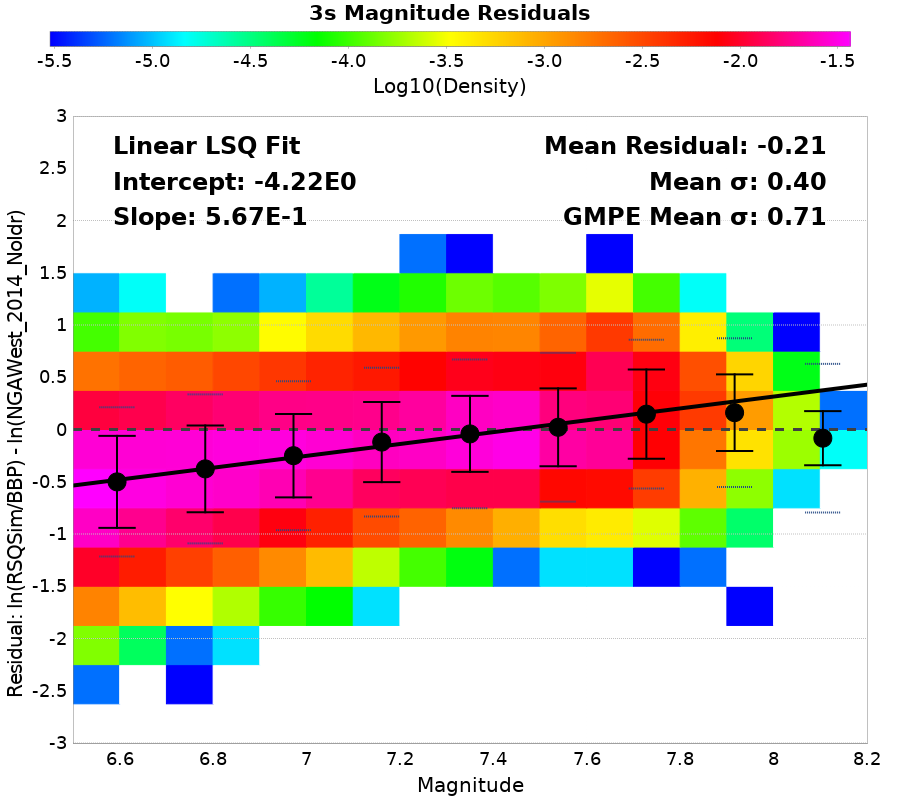 3s Magnitude Residuals
-5.5 -5.0 -4.5 -4.0 -3.5 -3.0 -2.5 -2.0 -1.5
Log10(Density)
Linear LSQ Fit
Intercept: -4.22E0
Slope: 5.67E-1
Mean Residual: -0.21
Mean σ: 0.40
GMPE Mean σ: 0.71
Residual: ln(RSQSim/BBP) - ln(NGAWest_2014_NoIdr)
3
2.5
2
1.5
1
0.5
0
-0.5
-1
-1.5
-2
-2.5
-3
6.6 6.8 7 7.2 7.4 7.6 7.8 8 8.2
Magnitude